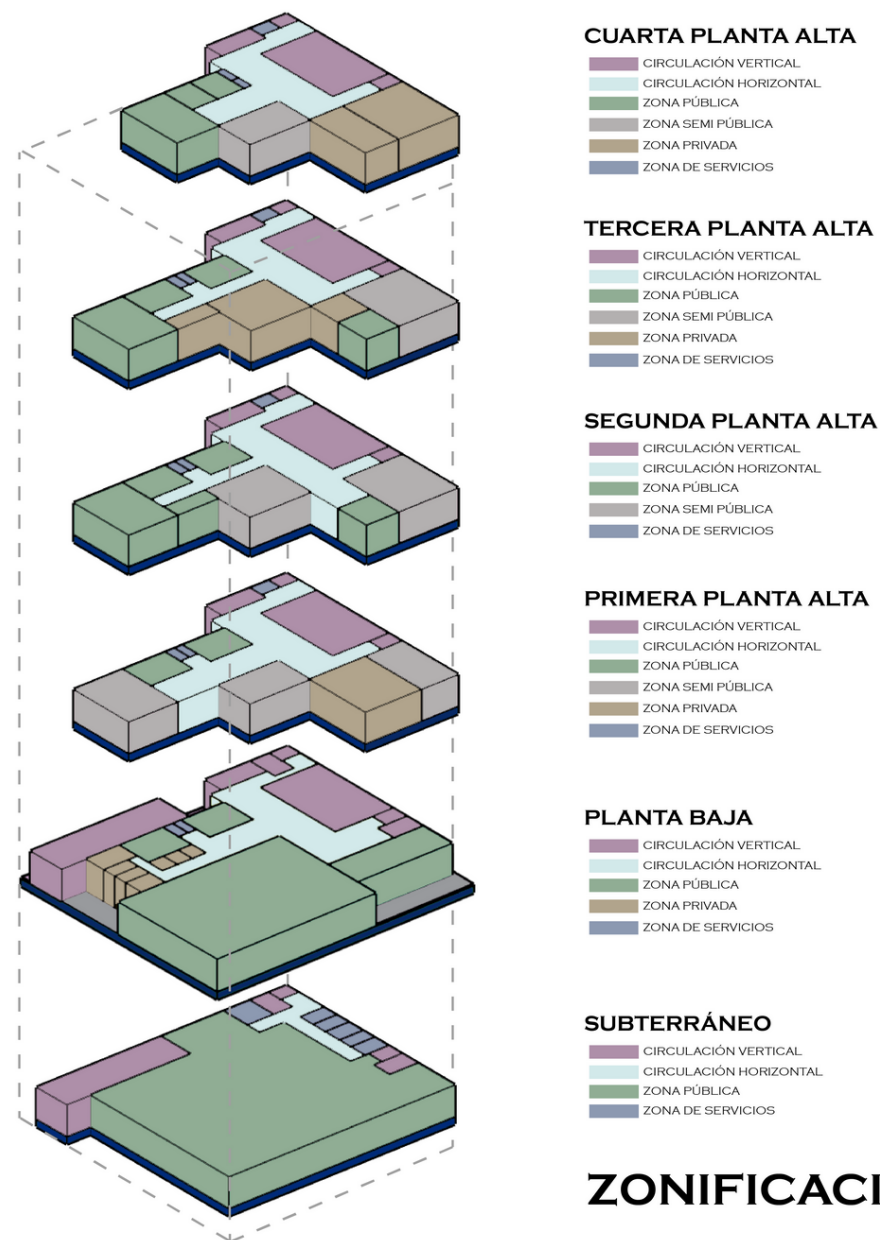 CUARTA PLANTA ALTA
CIRCULACIÓN VERTICAL
CIRCULACIÓN HORIZONTAL
ZONA PÚBLICA
ZONA SEMI PÚBLICA
ZONA PRIVADA
ZONA DE SERVICIOS
TERCERA PLANTA ALTA
CIRCULACIÓN VERTICAL
CIRCULACIÓN HORIZONTAL
ZONA PÚBLICA
ZONA SEMI PÚBLICA
ZONA PRIVADA
ZONA DE SERVICIOS
SEGUNDA PLANTA ALTA
CIRCULACIÓN VERTICAL
CIRCULACIÓN HORIZONTAL
ZONA PÚBLICA
ZONA SEMI PÚBLICA
ZONA DE SERVICIOS
PRIMERA PLANTA ALTA
CIRCULACIÓN VERTICAL
CIRCULACIÓN HORIZONTAL
ZONA PÚBLICA
ZONA SEMI PÚBLICA
ZONA PRIVADA
ZONA DE SERVICIOS
PLANTA BAJA
CIRCULACIÓN VERTICAL
CIRCULACIÓN HORIZONTAL
ZONA PÚBLICA
ZONA PRIVADA
ZONA DE SERVICIOS
SUBTERRÁNEO
CIRCULACIÓN VERTICAL
CIRCULACIÓN HORIZONTAL
ZONA PÚBLICA
ZONA DE SERVICIOS
ZONIFICACI